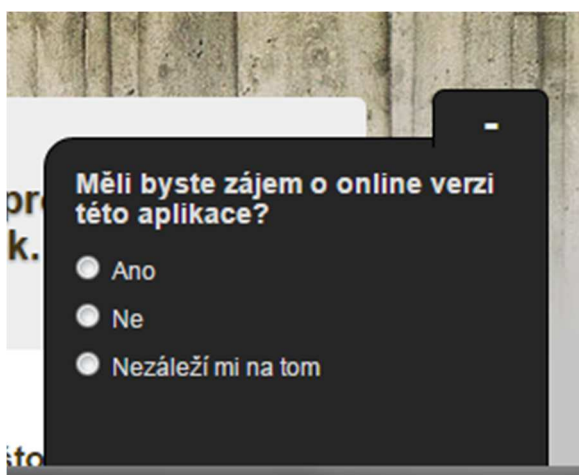 -
Měli byste zájem o online verzi
této aplikace?
Ano
Ne
Nezáleží mi na tom
k.